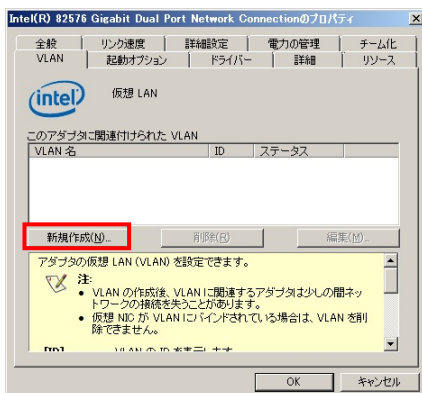 Intel(R) 82576 Gigabit Dual Port Network Connectionのプロパティ
全般 リンク速度 詳細設定 電力の管理 チーム化
VLAN 起動オプション ドライバー 詳細 リソース
intel 仮想 LAN
このアダプタに関連付けられた VLAN
VLAN 名 ID ステータス
新規作成(N)... 削除(R) 編集(M)...
アダプタの仮想 LAN (VLAN) を設定できます。
注:
• VLAN の作成後、VLAN に関連するアダプタは少しの間ネッ
トワークの接続を失うことがあります。
• 仮想 NIC が VLAN にバインドされている場合は、VLAN を削
除できません。
OK キャンセル